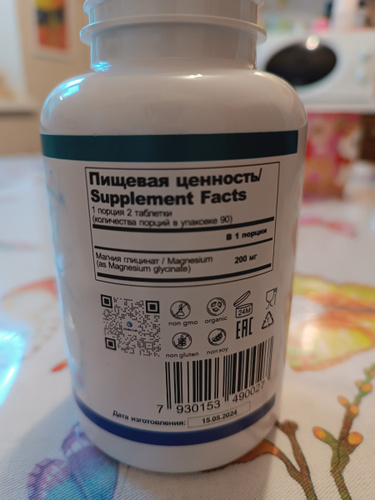 Пищевая ценность/
Supplement Facts
1 порция 2 таблетки
(количества порций в упаковке 90)
В 1 порции
Магния глицинат / Magnesium 200 мг
(as Magnesium glycinate)
non gmo organic 24M EAC
non gluten non soy
7 930153 490027
Дата изготовления: 15.05.2024